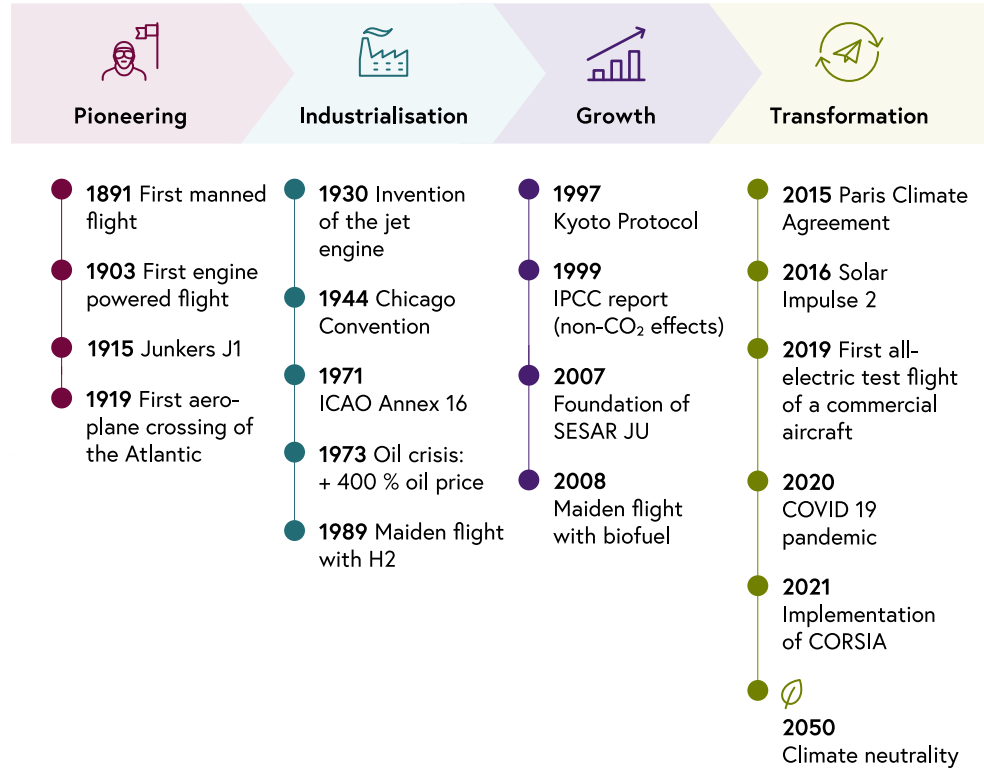 Pioneering
Industrialisation
Growth
Transformation
1891 First manned
flight
1903 First engine
powered flight
1915 Junkers J1
1919 First aero-
plane crossing of
the Atlantic
1930 Invention
of the jet
engine
1944 Chicago
Convention
1971
ICAO Annex 16
1973 Oil crisis:
+ 400 % oil price
1989 Maiden flight
with H2
1997
Kyoto Protocol
1999
IPCC report
(non-CO₂ effects)
2007
Foundation of
SESAR JU
2008
Maiden flight
with biofuel
2015 Paris Climate
Agreement
2016 Solar
Impulse 2
2019 First all-
electric test flight
of a commercial
aircraft
2020
COVID 19
pandemic
2021
Implementation
of CORSIA
2050
Climate neutrality